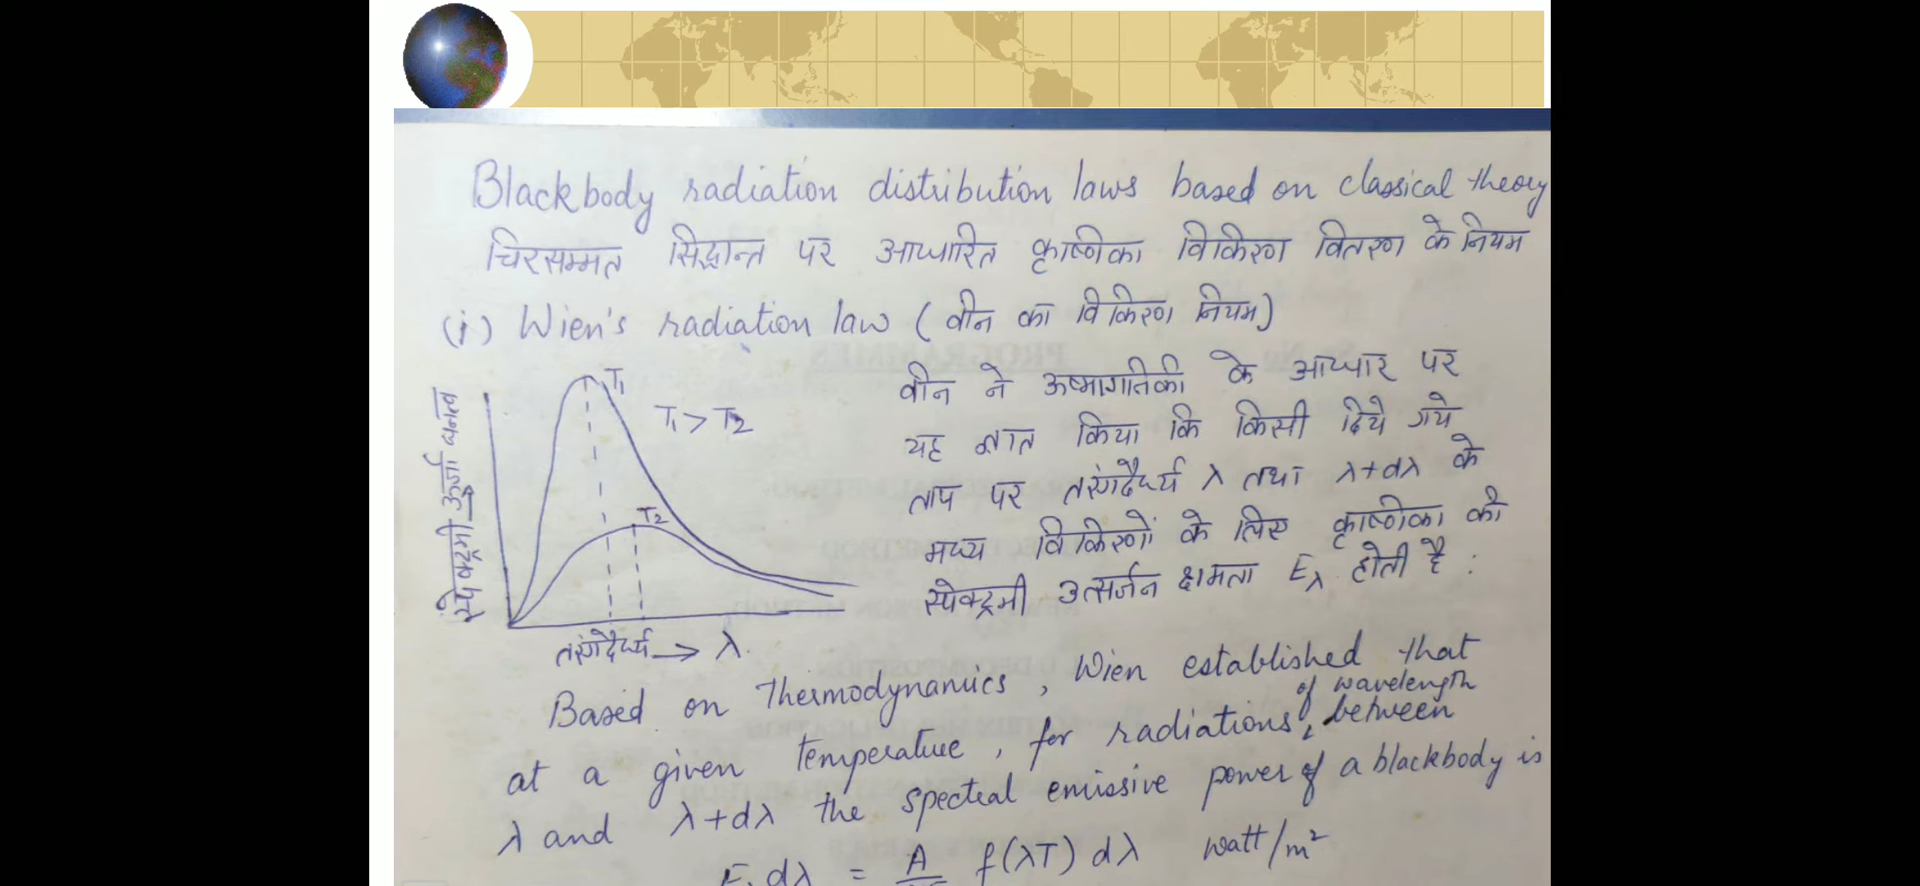 Blackbody radiation distribution laws based on classical theory
चिरसम्मत सिद्धान्त पर आधारित कृष्णिका विकिरण वितरण के नियम
(i) Wien's radiation law (वीन का विकिरण नियम)
T₁
T₁ > T₂
T₂
स्पेक्ट्रमी ऊर्जा घनत्व →
तरंगदैर्ध्य → λ
वीन ने ऊष्मागतिकी के आधार पर
यह ज्ञात किया कि किसी दिये गये
ताप पर तरंगदैर्ध्य λ तथा λ+dλ के
मध्य विकिरणों के लिए कृष्णिका की
स्पेक्ट्रमी उत्सर्जन क्षमता E_λ होती है :
Based on Thermodynamics, Wien established that
at a given temperature, for radiations, of wavelength between
λ and λ+dλ the spectral emissive power of a blackbody is
dλ = A f(λT) dλ watt/m²